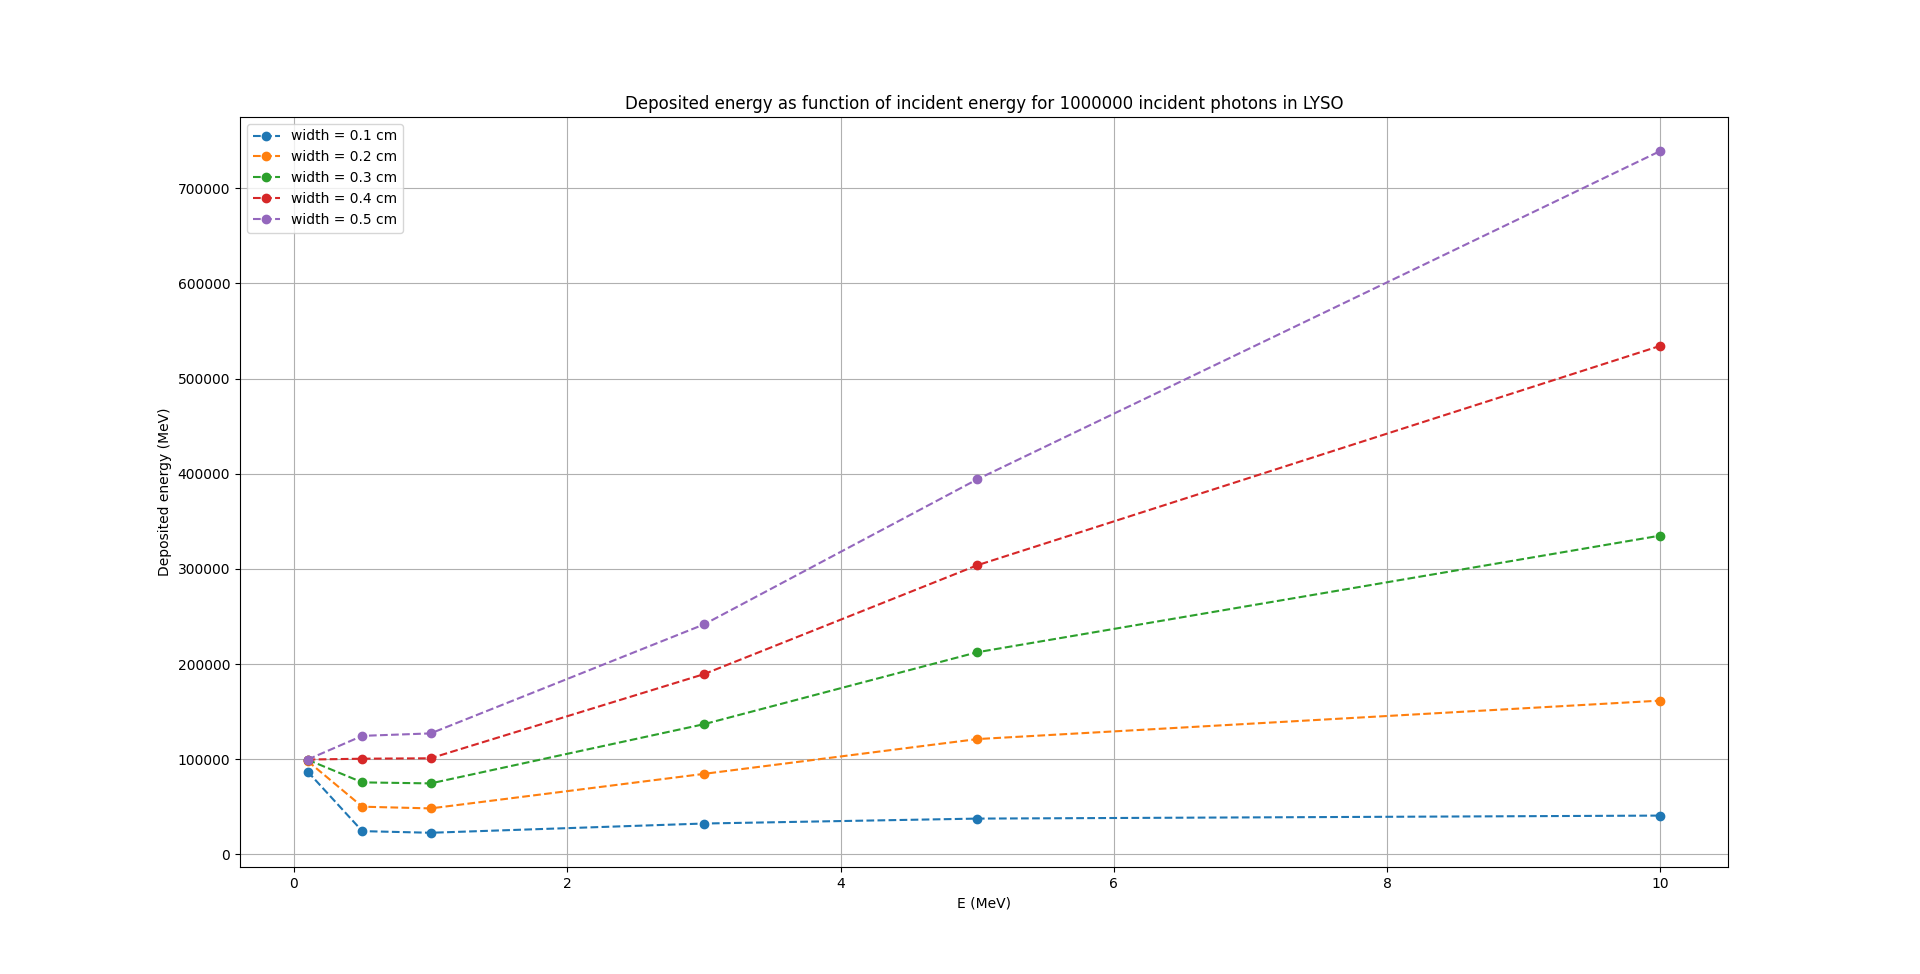 Deposited energy as function of incident energy for 1000000 incident photons in LYSO
width = 0.1 cm
width = 0.2 cm
width = 0.3 cm
width = 0.4 cm
width = 0.5 cm
Deposited energy (MeV)
700000
600000
500000
400000
300000
200000
100000
0
0 2 4 6 8 10
E (MeV)